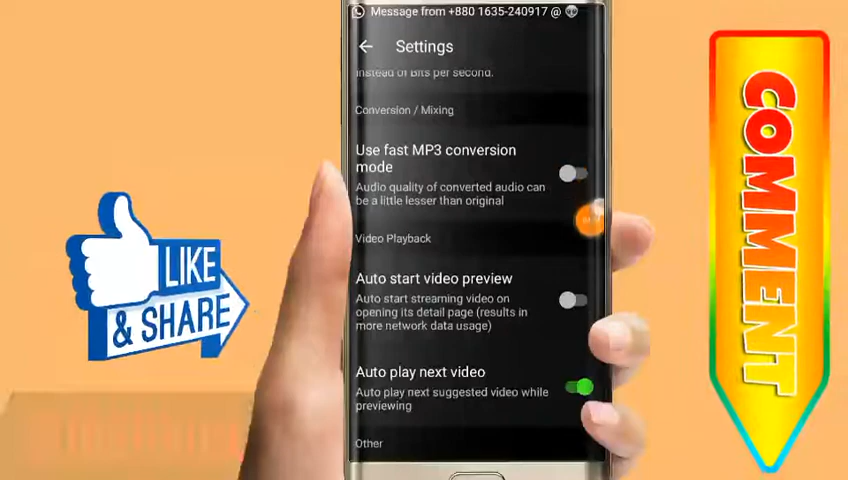 Message from +880 1635-240917 @
Settings
instead of Bits per second.
Conversion / Mixing
Use fast MP3 conversion
mode
Audio quality of converted audio can
be a little lesser than original
Video Playback
Auto start video preview
Auto start streaming video on
opening its detail page (results in
more network data usage)
Auto play next video
Auto play next suggested video while
previewing
Other
LIKE
& SHARE
COMMENT